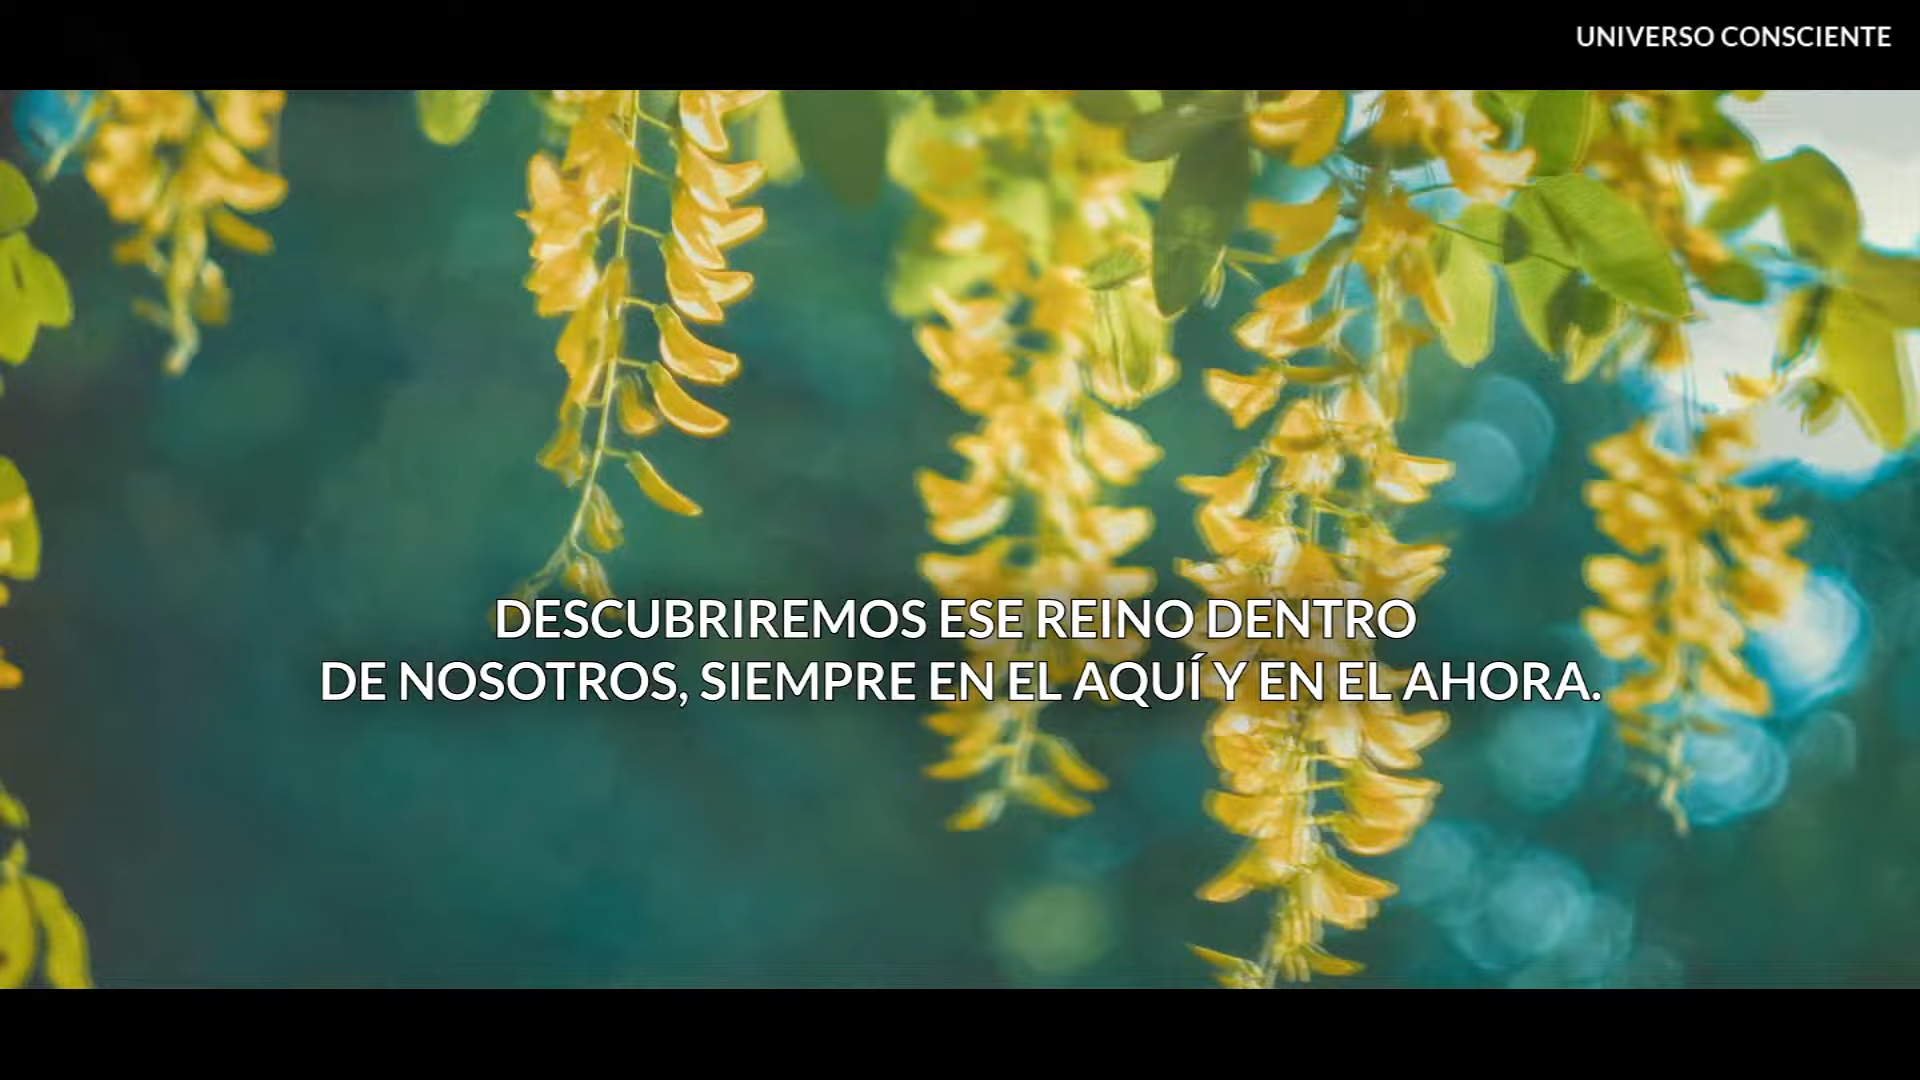 UNIVERSO CONSCIENTE
DESCUBRIREMOS ESE REINO DENTRO
DE NOSOTROS, SIEMPRE EN EL AQUÍ Y EN EL AHORA.